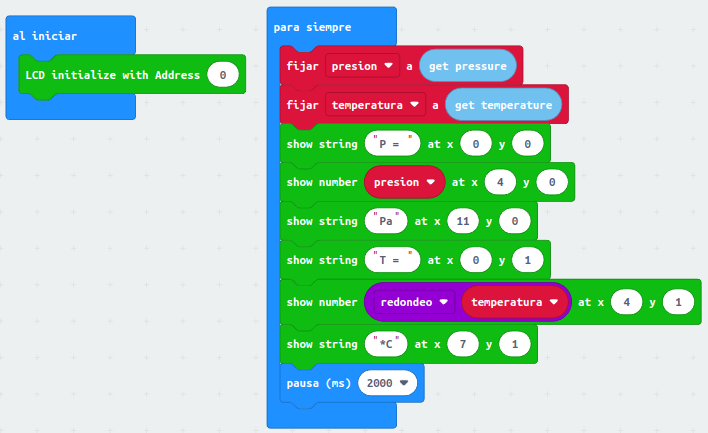 al iniciar
LCD initialize with Address 0
para siempre
fijar presion a get pressure
fijar temperatura a get temperature
show string "P = " at x 0 y 0
show number presion at x 4 y 0
show string "Pa" at x 11 y 0
show string "T = " at x 0 y 1
show number redondeo temperatura at x 4 y 1
show string "*C" at x 7 y 1
pausa (ms) 2000